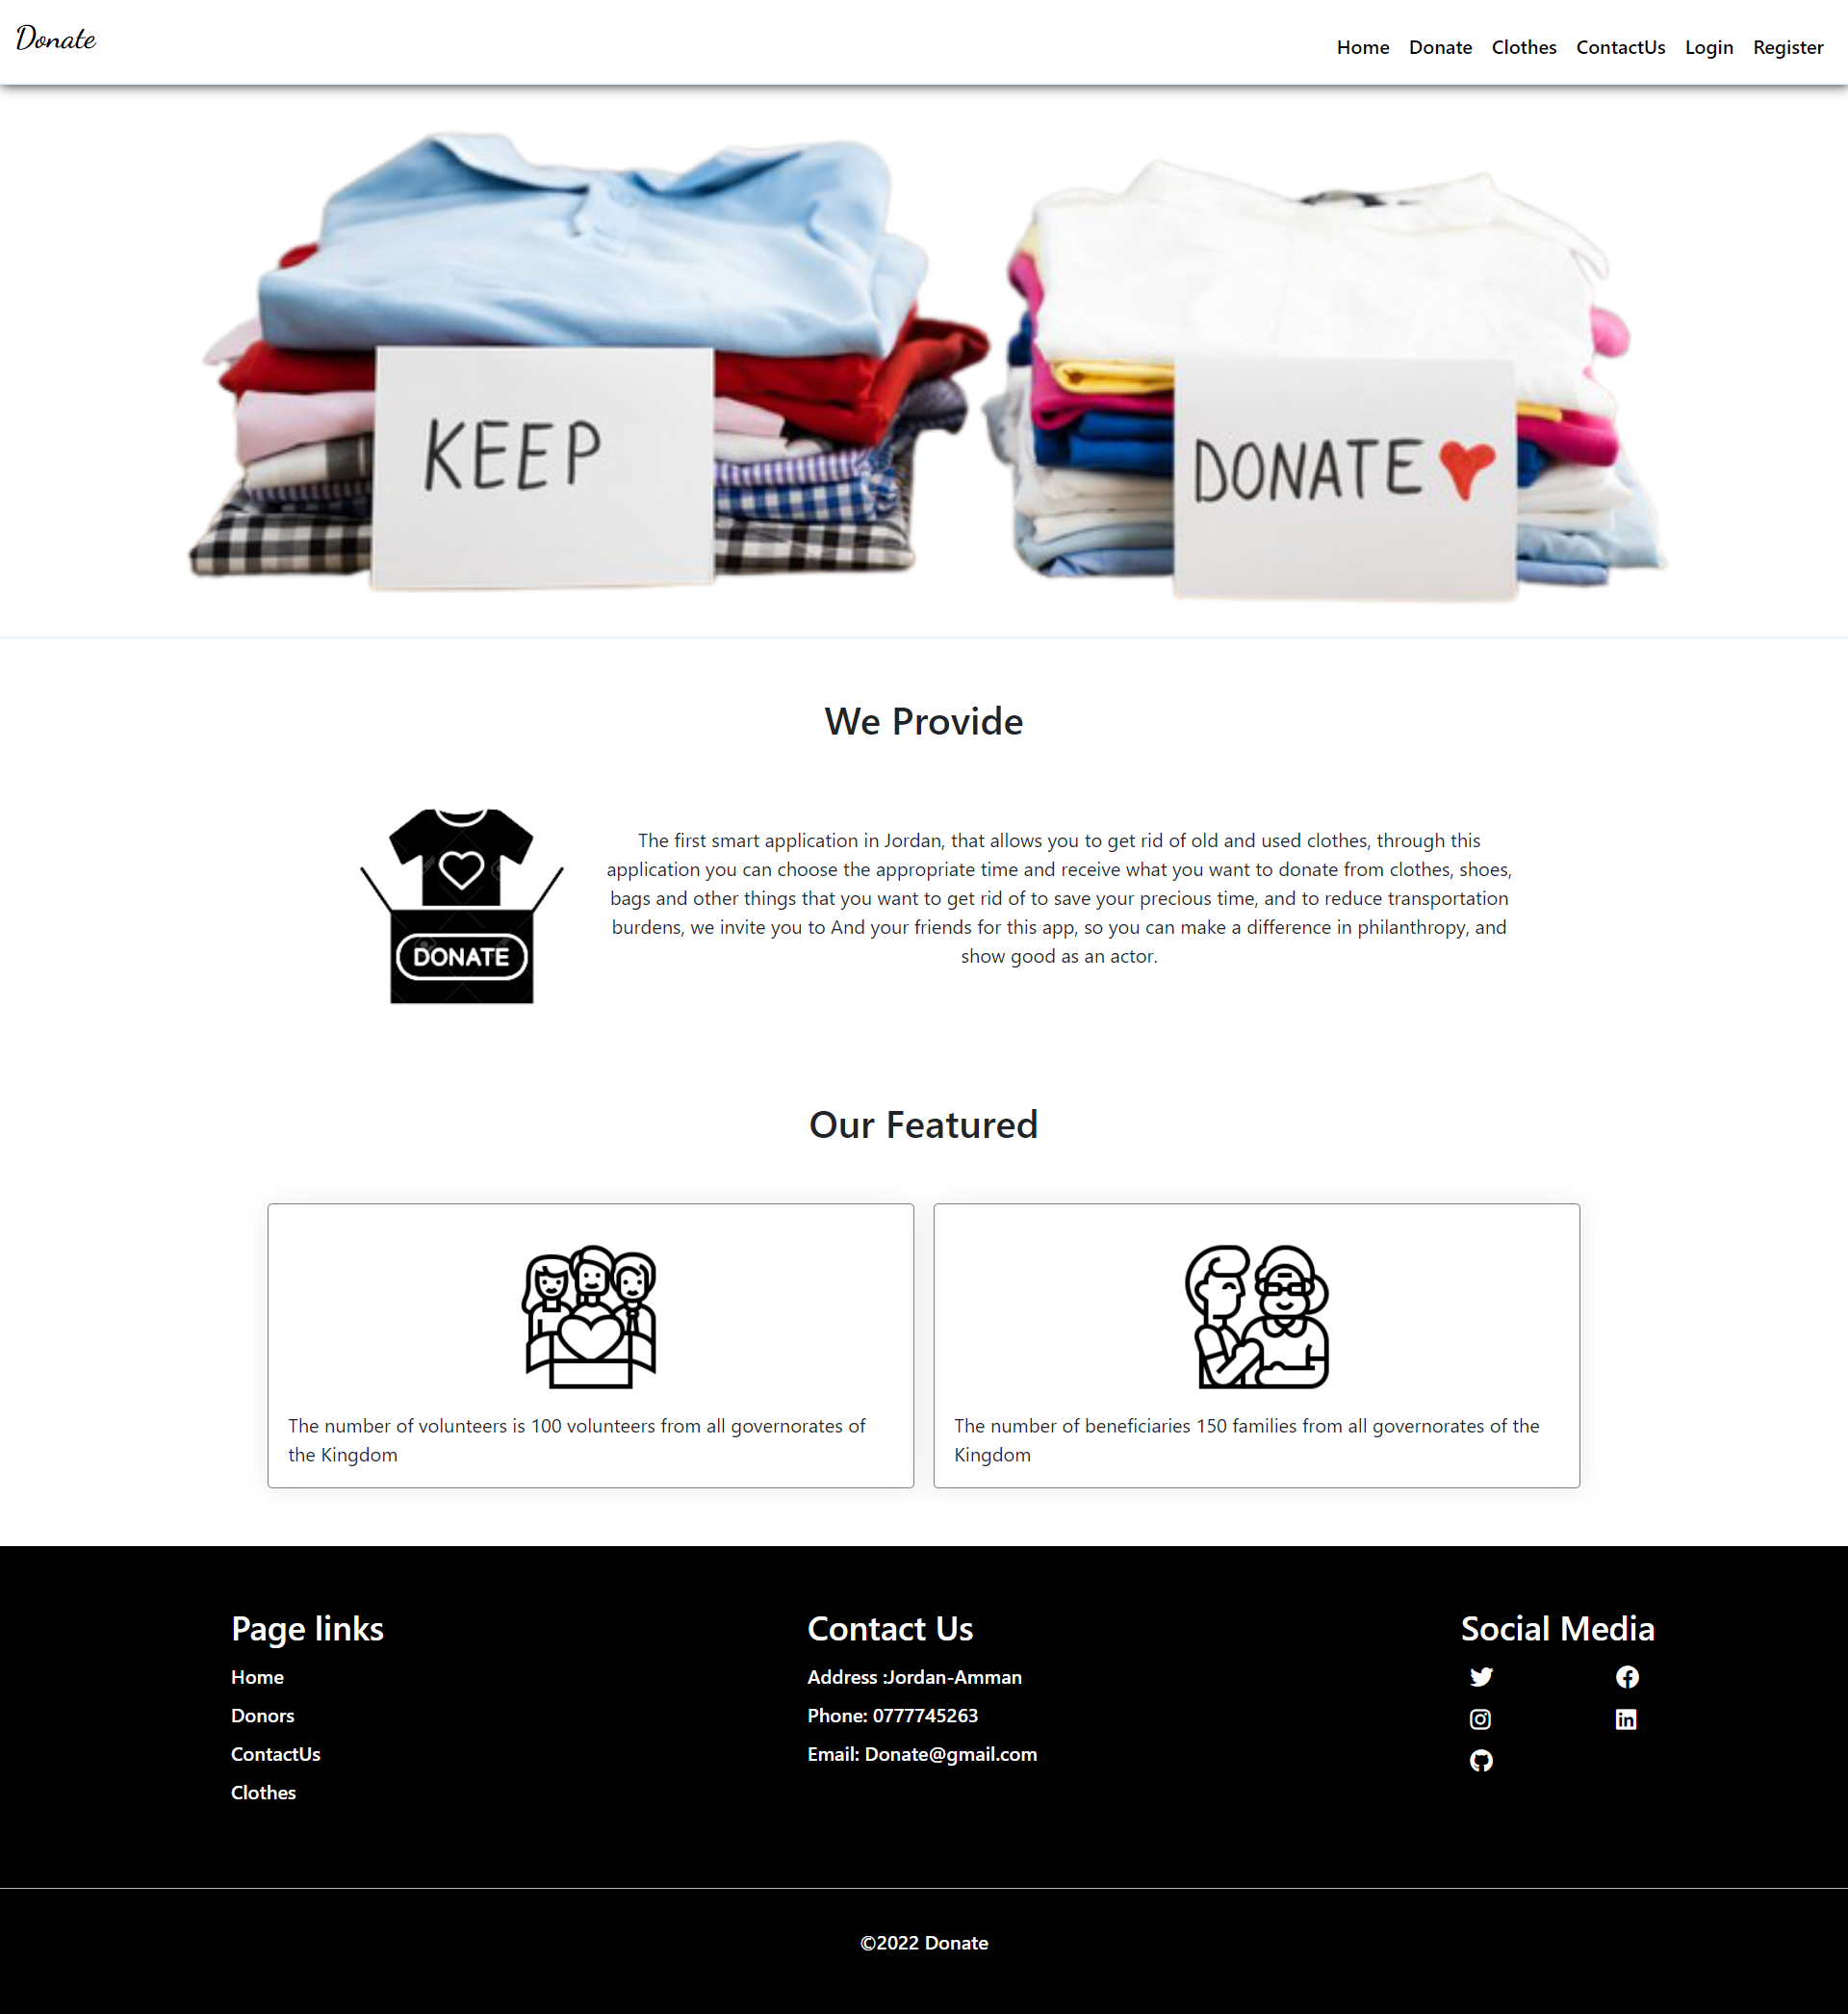 Donate
Home Donate Clothes ContactUs Login Register
KEEP
DONATE
We Provide
DONATE
The first smart application in Jordan, that allows you to get rid of old and used clothes, through this
application you can choose the appropriate time and receive what you want to donate from clothes, shoes,
bags and other things that you want to get rid of to save your precious time, and to reduce transportation
burdens, we invite you to And your friends for this app, so you can make a difference in philanthropy, and
show good as an actor.
Our Featured
The number of volunteers is 100 volunteers from all governorates of
the Kingdom
The number of beneficiaries 150 families from all governorates of the
Kingdom
Page links
Home
Donors
ContactUs
Clothes
Contact Us
Address :Jordan-Amman
Phone: 0777745263
Email: Donate@gmail.com
Social Media
©2022 Donate